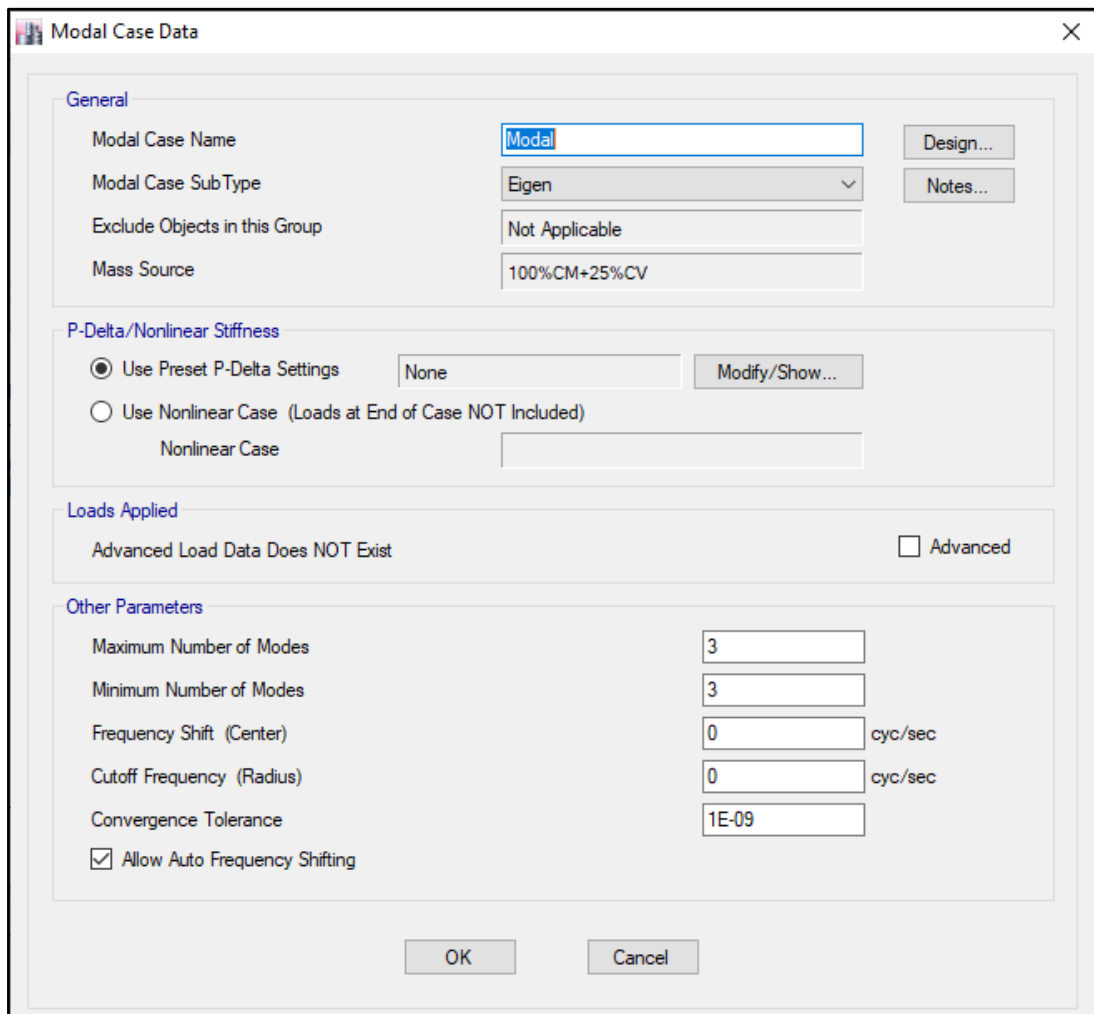 Modal Case Data
General
Modal Case Name Modal Design...
Modal Case SubType Eigen Notes...
Exclude Objects in this Group Not Applicable
Mass Source 100%CM+25%CV
P-Delta/Nonlinear Stiffness
Use Preset P-Delta Settings None Modify/Show...
Use Nonlinear Case (Loads at End of Case NOT Included)
Nonlinear Case
Loads Applied
Advanced Load Data Does NOT Exist Advanced
Other Parameters
Maximum Number of Modes 3
Minimum Number of Modes 3
Frequency Shift (Center) 0 cyc/sec
Cutoff Frequency (Radius) 0 cyc/sec
Convergence Tolerance 1E-09
Allow Auto Frequency Shifting
OK Cancel